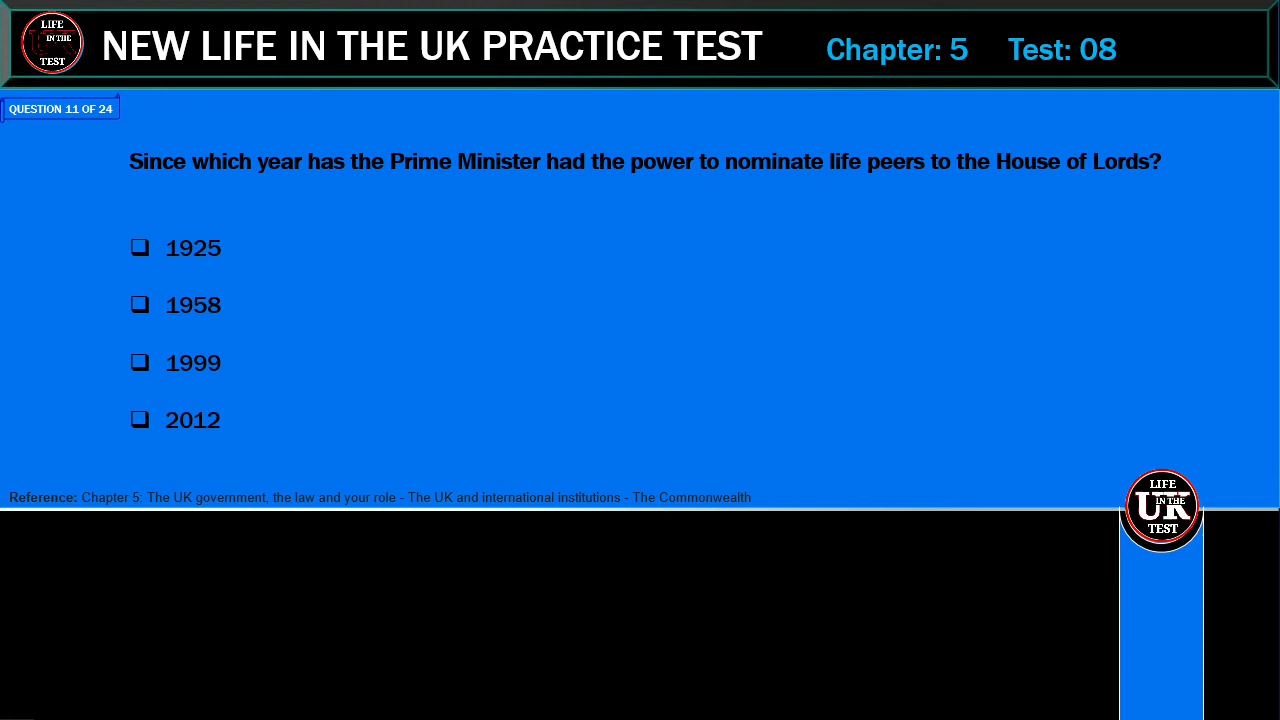 LIFE
IN THE
UK
TEST
NEW LIFE IN THE UK PRACTICE TEST
Chapter: 5
Test: 08
QUESTION 11 OF 24
Since which year has the Prime Minister had the power to nominate life peers to the House of Lords?
❑ 1925
❑ 1958
❑ 1999
❑ 2012
Reference: Chapter 5: The UK government, the law and your role - The UK and international institutions - The Commonwealth
LIFE
IN THE
UK
TEST